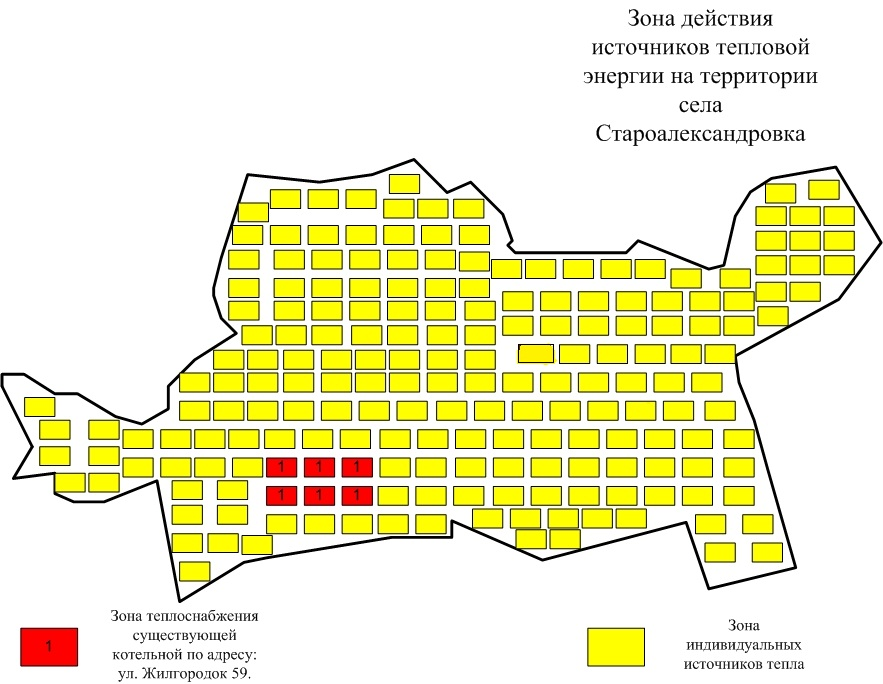 Зона действия
источников тепловой
энергии на территории
села
Староалександровка
1 1 1
1 1 1
1
Зона теплоснабжения
существующей
котельной по адресу:
ул. Жилгородок 59.
Зона
индивидуальных
источников тепла